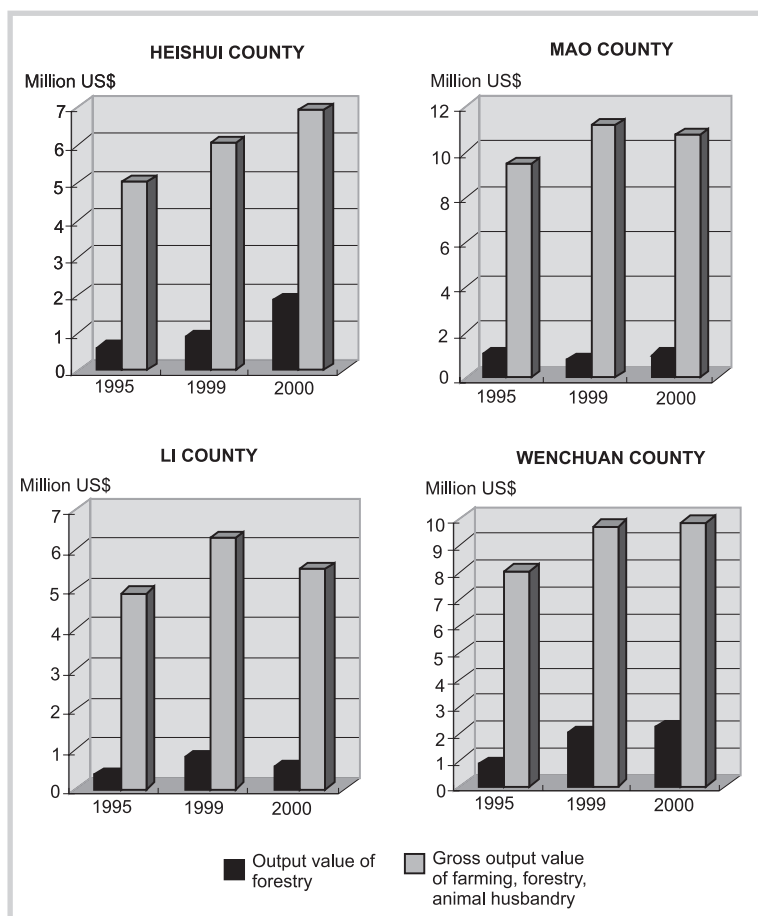 HEISHUI COUNTY
Million US$
7
6
5
4
3
2
1
0
1995 1999 2000
MAO COUNTY
Million US$
12
10
8
6
4
2
0
1995 1999 2000
LI COUNTY
Million US$
7
6
5
4
3
2
1
0
1995 1999 2000
WENCHUAN COUNTY
Million US$
10
9
8
7
6
5
4
3
2
1
0
1995 1999 2000
Output value of
forestry
Gross output value
of farming, forestry,
animal husbandry